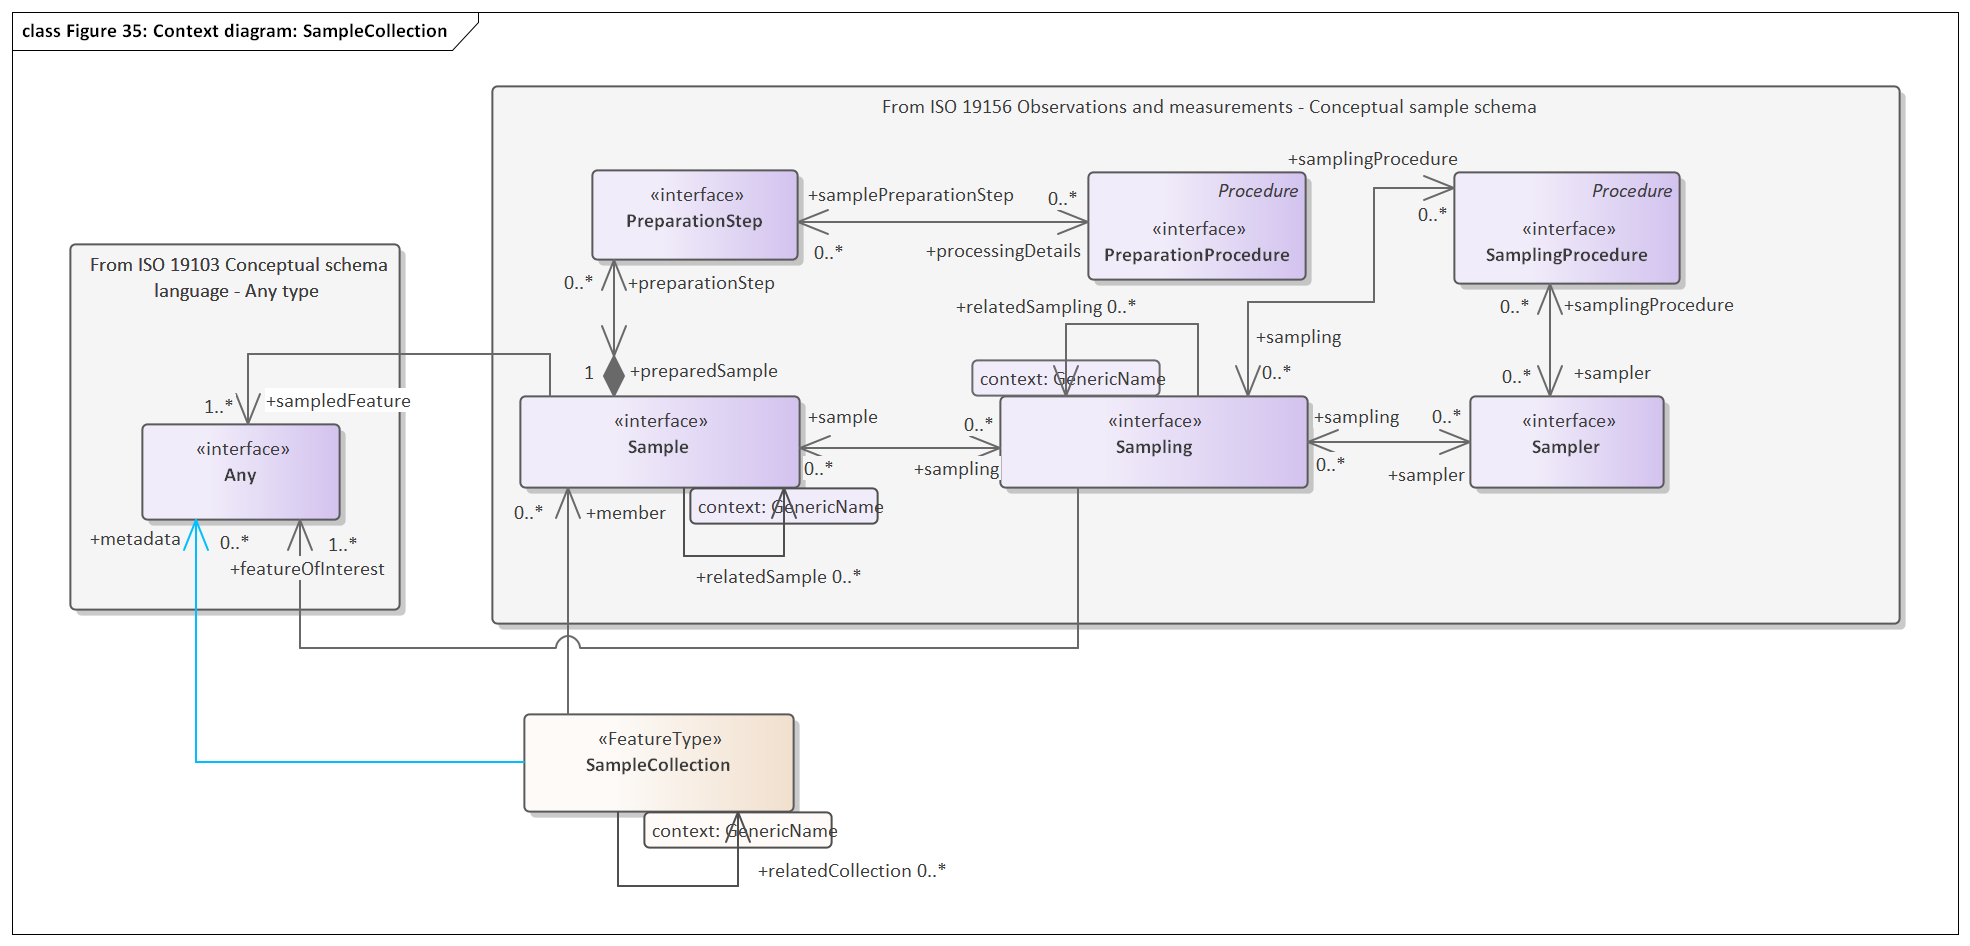 class Figure 35: Context diagram: SampleCollection
From ISO 19156 Observations and measurements - Conceptual sample schema
+samplingProcedure
0..*
«interface»
PreparationStep
+samplePreparationStep
0..*
0..*
+processingDetails
Procedure
«interface»
PreparationProcedure
Procedure
«interface»
SamplingProcedure
From ISO 19103 Conceptual schema
language - Any type
0..*
+preparationStep
+relatedSampling 0..*
0..*
+samplingProcedure
+sampling
0..*
1
+preparedSample
context: GenericName
0..*
+sampler
1..*
+sampledFeature
«interface»
Any
«interface»
Sample
+sample
0..*
0..*
+sampling
«interface»
Sampling
+sampling
0..*
0..*
+sampler
«interface»
Sampler
0..*
+member
context: GenericName
+relatedSample 0..*
+metadata
0..*
1..*
+featureOfInterest
«FeatureType»
SampleCollection
context: GenericName
+relatedCollection 0..*